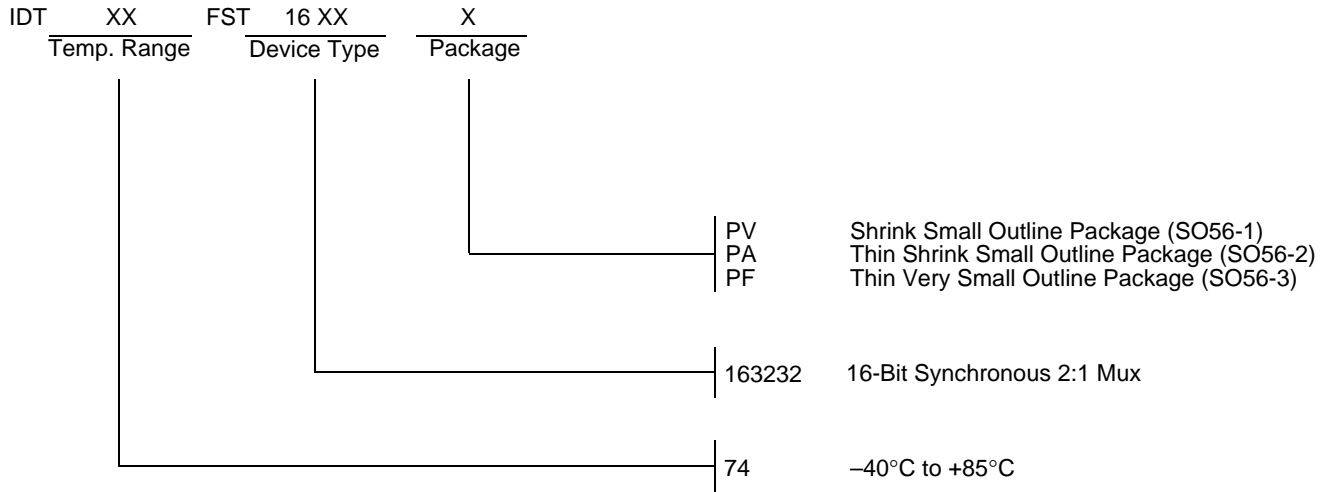 IDT XX FST 16 XX X
Temp. Range Device Type Package
PV Shrink Small Outline Package (SO56-1)
PA Thin Shrink Small Outline Package (SO56-2)
PF Thin Very Small Outline Package (SO56-3)
163232 16-Bit Synchronous 2:1 Mux
74 –40°C to +85°C